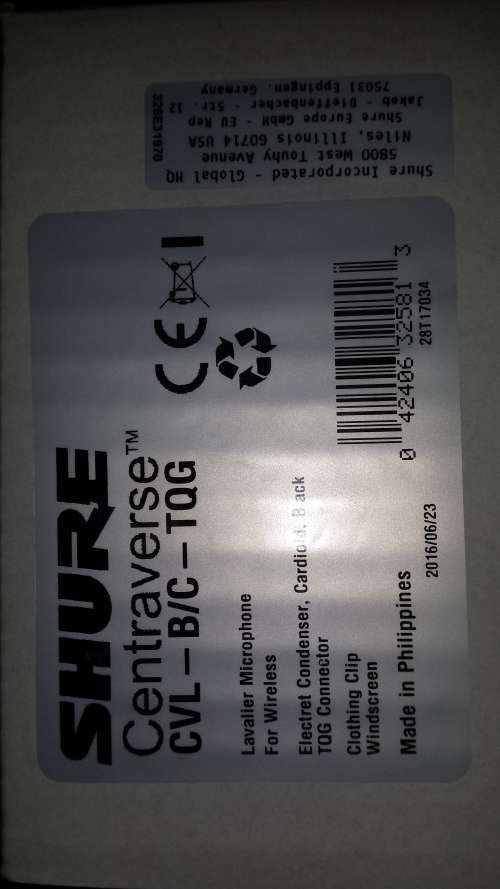 SHURE
Centraverse™
CVL–B/C–TQG
Lavalier Microphone
For Wireless
Electret Condenser, Cardioid, Black
TQG Connector
Clothing Clip
Windscreen
Made in Philippines
2016/06/23
CE
0 42406 32581 3
28T17034
Shure Incorporated - Global HQ
5800 West Touhy Avenue
Niles, Illinois 60714 USA
Shure Europe GmbH - EU Rep
Jakob - Dieffenbacher - Str. 12
75031 Eppingen, Germany
32BE31970